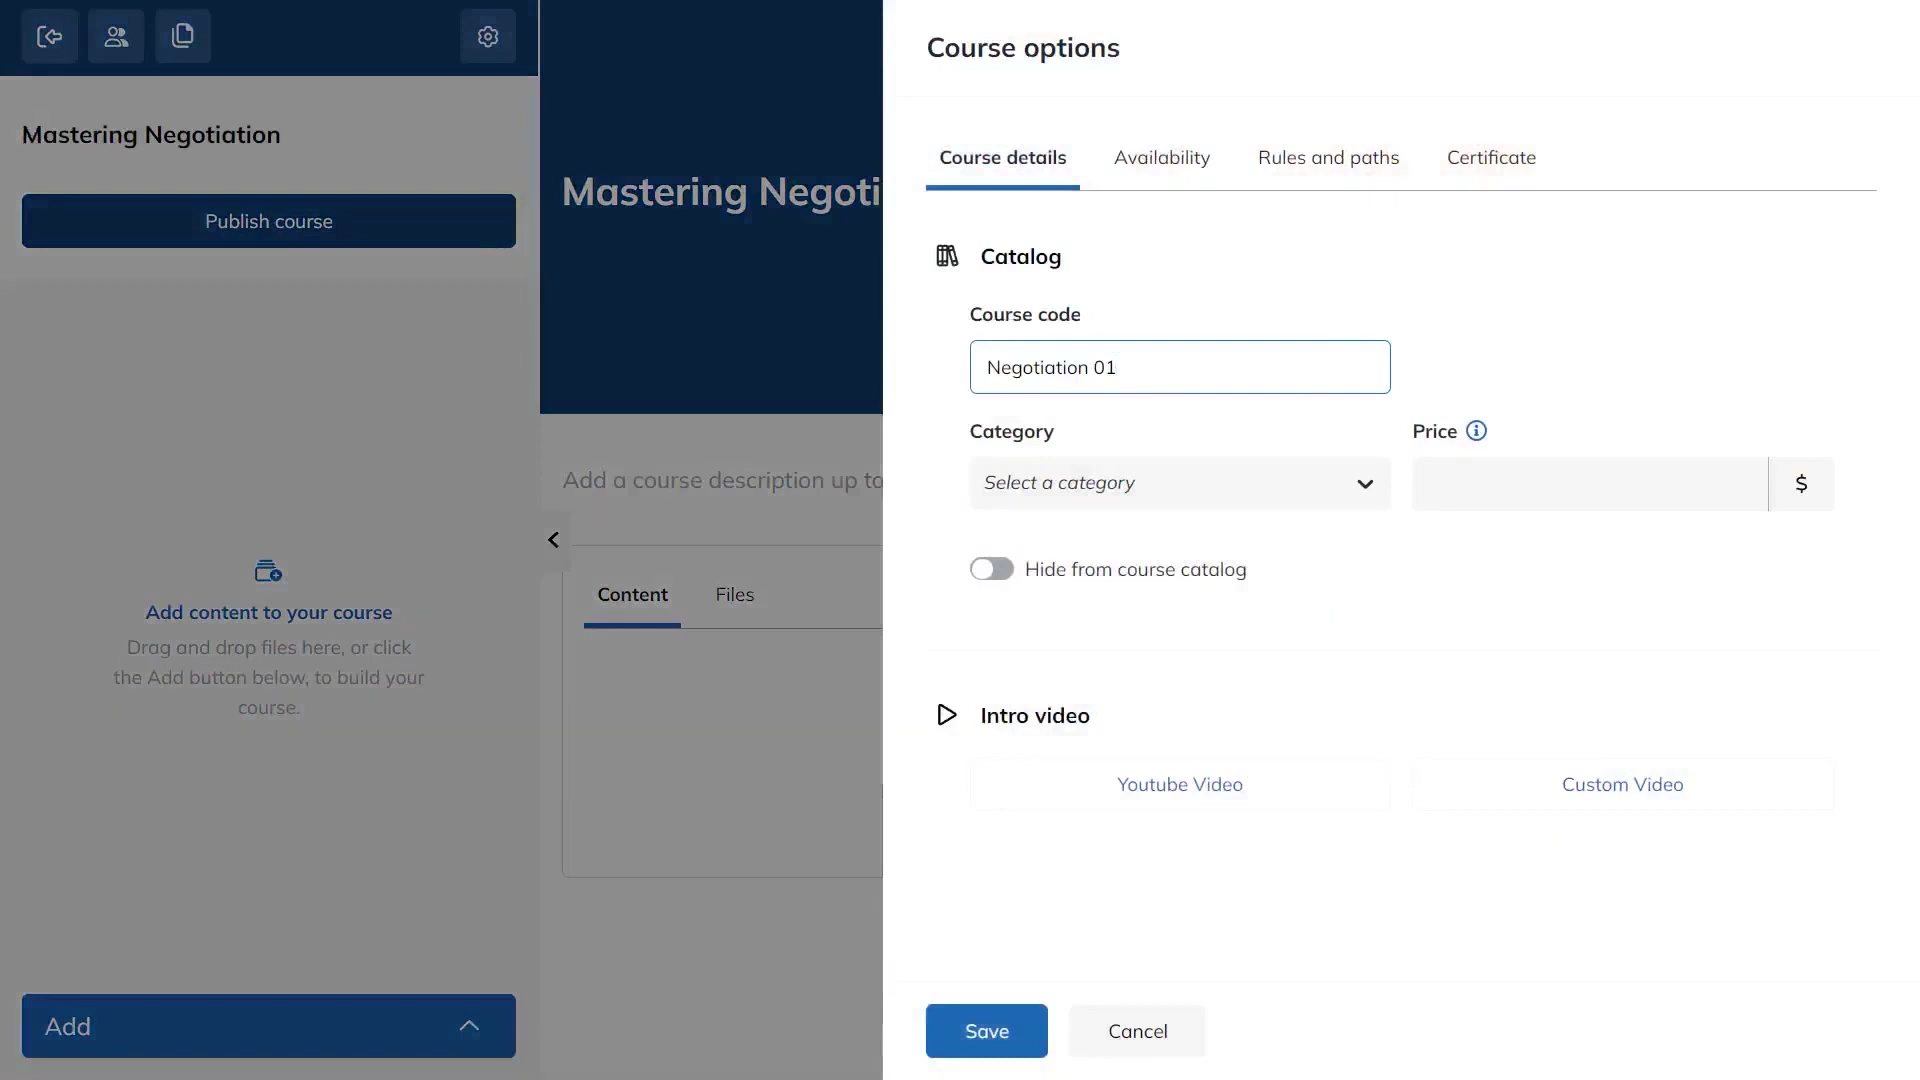 Mastering Negotiation
Publish course
Add content to your course
Drag and drop files here, or click
the Add button below, to build your
course.
Add
Mastering Negoti
Add a course description up to
Content
Files
Course options
Course details
Availability
Rules and paths
Certificate
Catalog
Course code
Negotiation 01
Category
Price
Select a category
$
Hide from course catalog
Intro video
Youtube Video
Custom Video
Save
Cancel